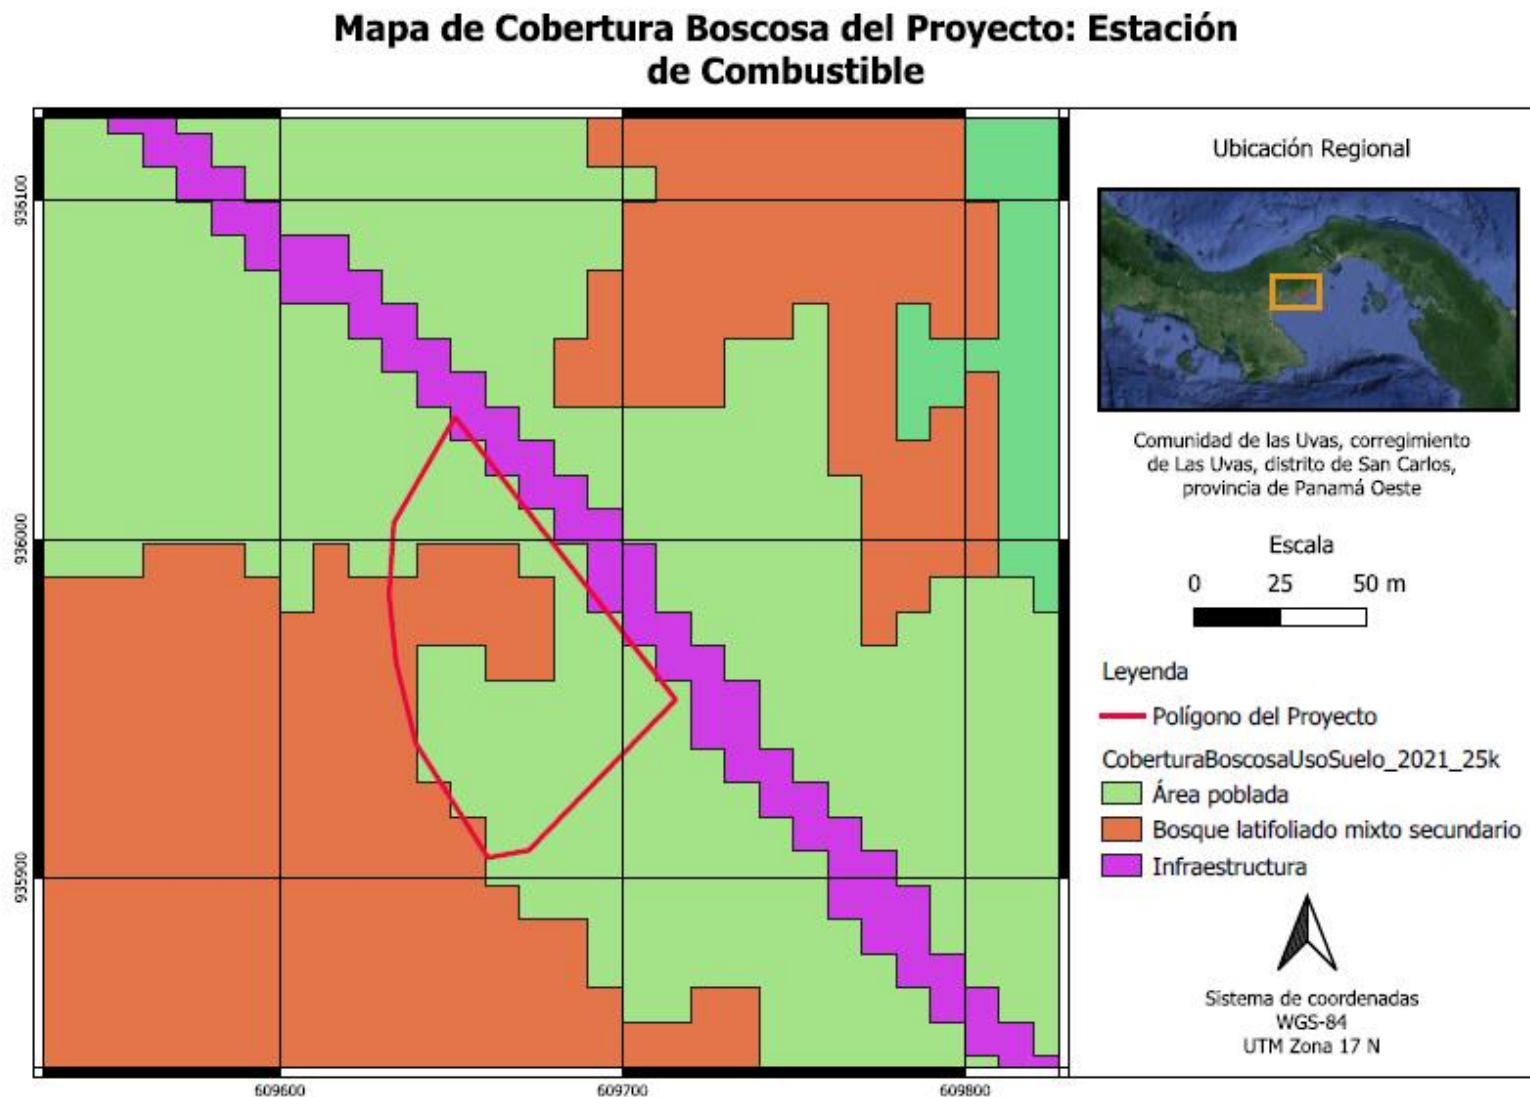 Mapa de Cobertura Boscosa del Proyecto: Estación
de Combustible
936100
936000
935900
609600
609700
609800
Ubicación Regional
Comunidad de las Uvas, corregimiento
de Las Uvas, distrito de San Carlos,
provincia de Panamá Oeste
Escala
0 25 50 m
Leyenda
Polígono del Proyecto
CoberturaBoscosaUsoSuelo_2021_25k
Área poblada
Bosque latifoliado mixto secundario
Infraestructura
Sistema de coordenadas
WGS-84
UTM Zona 17 N